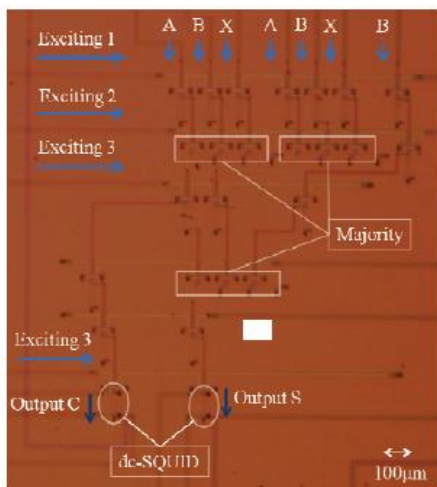 A B X A B X B
Exciting 1
Exciting 2
Exciting 3
Majority
Exciting 3
Output C
Output S
dc-SQUID
100μm